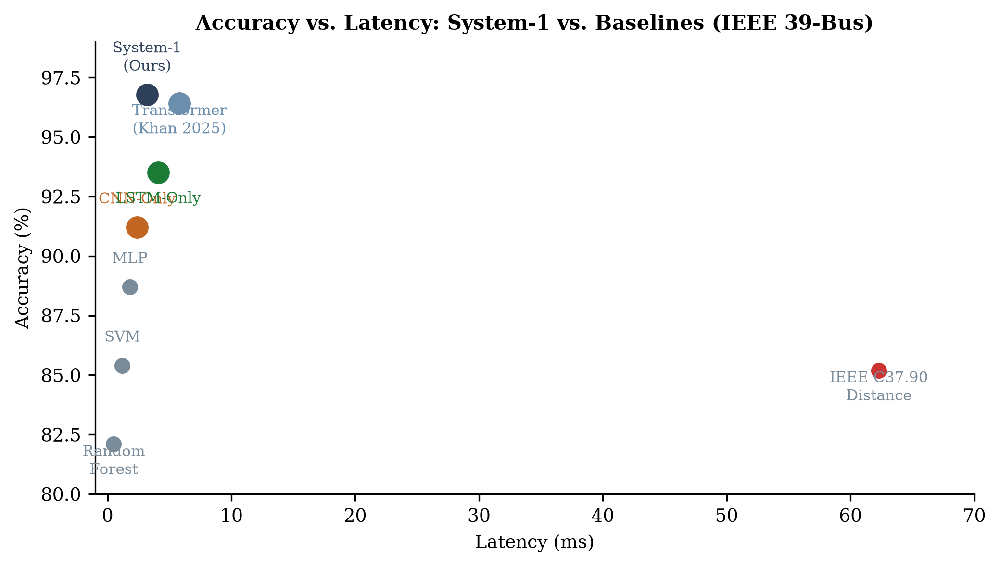 Accuracy vs. Latency: System-1 vs. Baselines (IEEE 39-Bus)
System-1
(Ours)
97.5
Transformer
(Khan 2025)
95.0
92.5
CNN-Only
LSTM-Only
Accuracy (%)
90.0
MLP
87.5
SVM
85.0
IEEE C37.90
Distance
82.5
Random
Forest
80.0
0 10 20 30 40 50 60 70
Latency (ms)